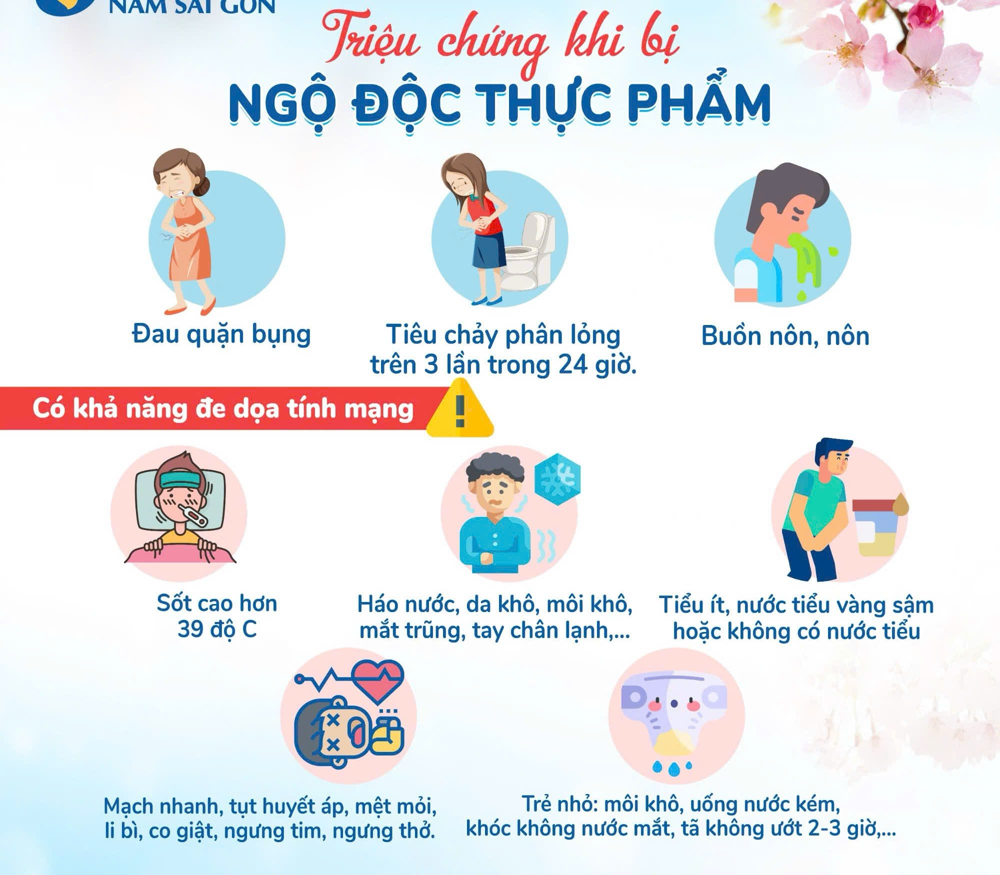 NAM SÀI GÒN
Triệu chứng khi bị
NGỘ ĐỘC THỰC PHẨM
Đau quặn bụng
Tiêu chảy phân lỏng
trên 3 lần trong 24 giờ.
Buồn nôn, nôn
Có khả năng đe dọa tính mạng
Sốt cao hơn
39 độ C
Háo nước, da khô, môi khô,
mắt trũng, tay chân lạnh,...
Tiểu ít, nước tiểu vàng sậm
hoặc không có nước tiểu
Mạch nhanh, tụt huyết áp, mệt mỏi,
li bì, co giật, ngưng tim, ngưng thở.
Trẻ nhỏ: môi khô, uống nước kém,
khóc không nước mắt, tã không ướt 2-3 giờ,...